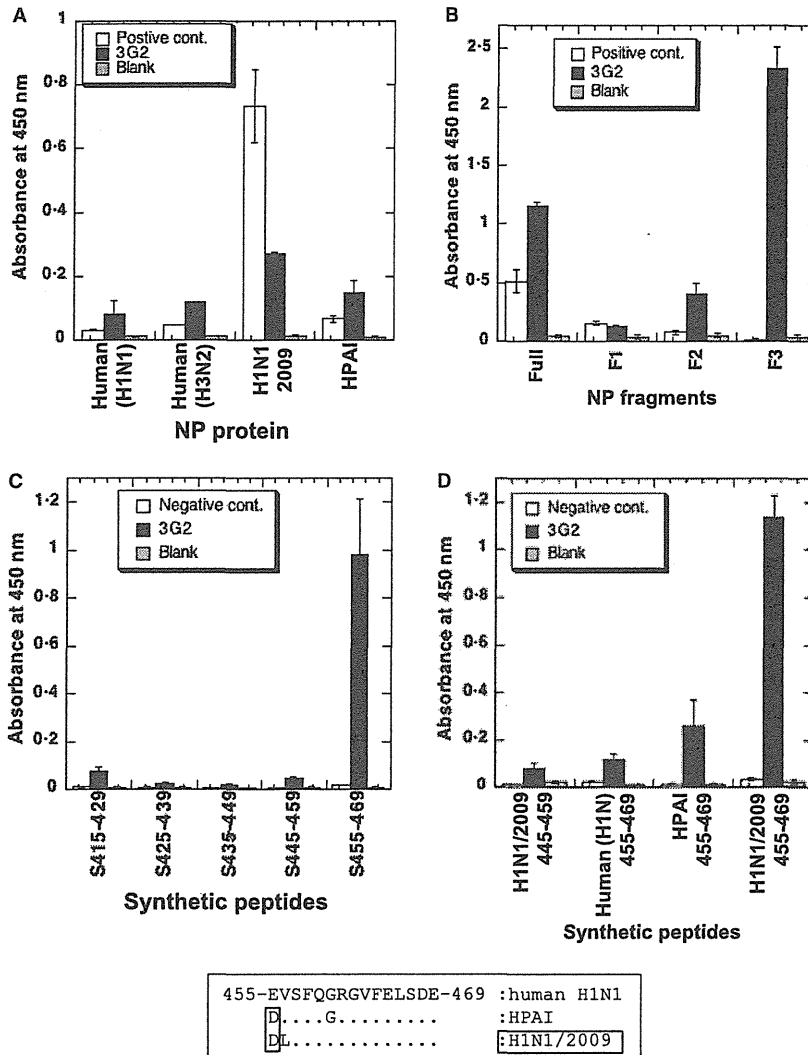 A
Postive cont.
3G2
Blank
Absorbance at 450 nm
1
0·8
0·6
0·4
0·2
0
Human (H1N1)
Human (H3N2)
H1N1 2009
HPAI
NP protein
B
Positive cont.
3G2
Blank
Absorbance at 450 nm
2·5
2
1·5
1
0·5
0
Full
F1
F2
F3
NP fragments
C
Negative cont.
3G2
Blank
Absorbance at 450 nm
1·2
1
0·8
0·6
0·4
0·2
0
S415-429
S425-439
S435-449
S445-459
S455-469
Synthetic peptides
D
Negative cont.
3G2
Blank
Absorbance at 450 nm
1·2
1
0·8
0·6
0·4
0·2
0
H1N1/2009 445-459
Human (H1N) 455-469
HPAI 455-469
H1N1/2009 455-469
Synthetic peptides
455-EVSFQGRGVFELSDE-469 :human H1N1
D....G......... :HPAI
DL............. :H1N1/2009